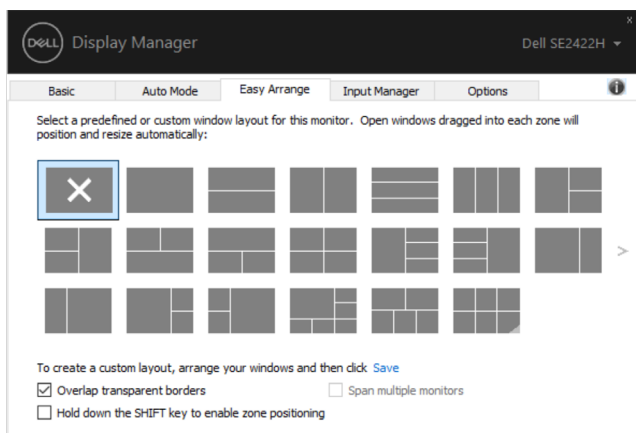 DELL Display Manager
Dell SE2422H
Basic Auto Mode Easy Arrange Input Manager Options
Select a predefined or custom window layout for this monitor. Open windows dragged into each zone will
position and resize automatically:
To create a custom layout, arrange your windows and then click Save
Overlap transparent borders
Span multiple monitors
Hold down the SHIFT key to enable zone positioning